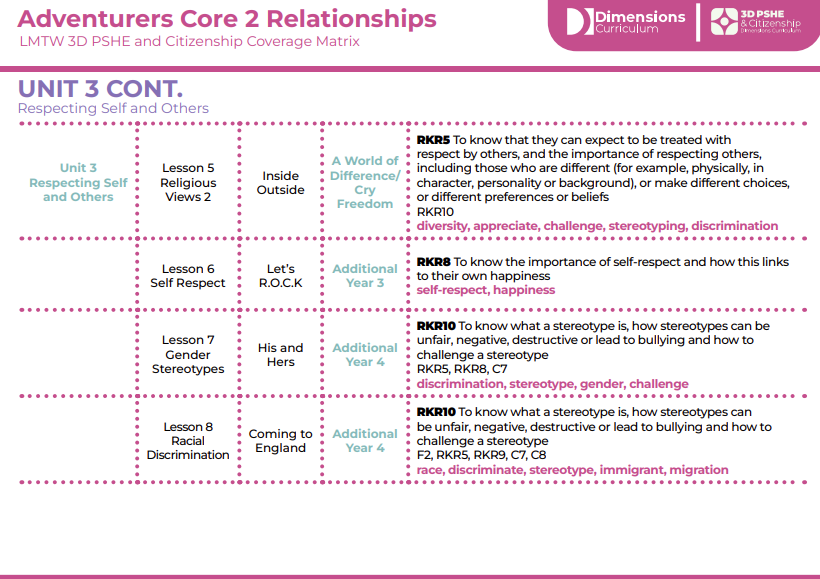 Adventurers Core 2 Relationships
LMTW 3D PSHE and Citizenship Coverage Matrix
Dimensions
Curriculum
3D PSHE
& Citizenship
Dimensions Curriculum
UNIT 3 CONT.
Respecting Self and Others
Unit 3
Respecting Self
and Others
Lesson 5
Religious
Views 2
Inside
Outside
A World of
Difference/
Cry
Freedom
RKR5 To know that they can expect to be treated with
respect by others, and the importance of respecting others,
including those who are different (for example, physically, in
character, personality or background), or make different choices,
or different preferences or beliefs
RKR10
diversity, appreciate, challenge, stereotyping, discrimination
Lesson 6
Self Respect
Let's
R.O.C.K
Additional
Year 3
RKR8 To know the importance of self-respect and how this links
to their own happiness
self-respect, happiness
Lesson 7
Gender
Stereotypes
His and
Hers
Additional
Year 4
RKR10 To know what a stereotype is, how stereotypes can be
unfair, negative, destructive or lead to bullying and how to
challenge a stereotype
RKR5, RKR8, C7
discrimination, stereotype, gender, challenge
Lesson 8
Racial
Discrimination
Coming to
England
Additional
Year 4
RKR10 To know what a stereotype is, how stereotypes can
be unfair, negative, destructive or lead to bullying and how to
challenge a stereotype
F2, RKR5, RKR9, C7, C8
race, discriminate, stereotype, immigrant, migration